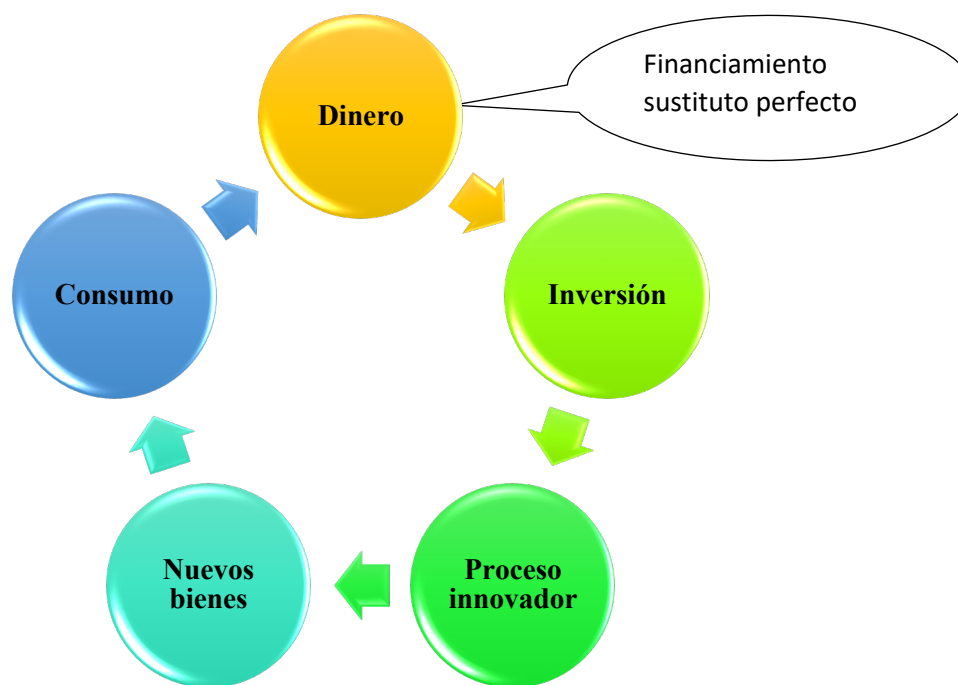 Dinero
Financiamiento
sustituto perfecto
Inversión
Proceso
innovador
Nuevos
bienes
Consumo